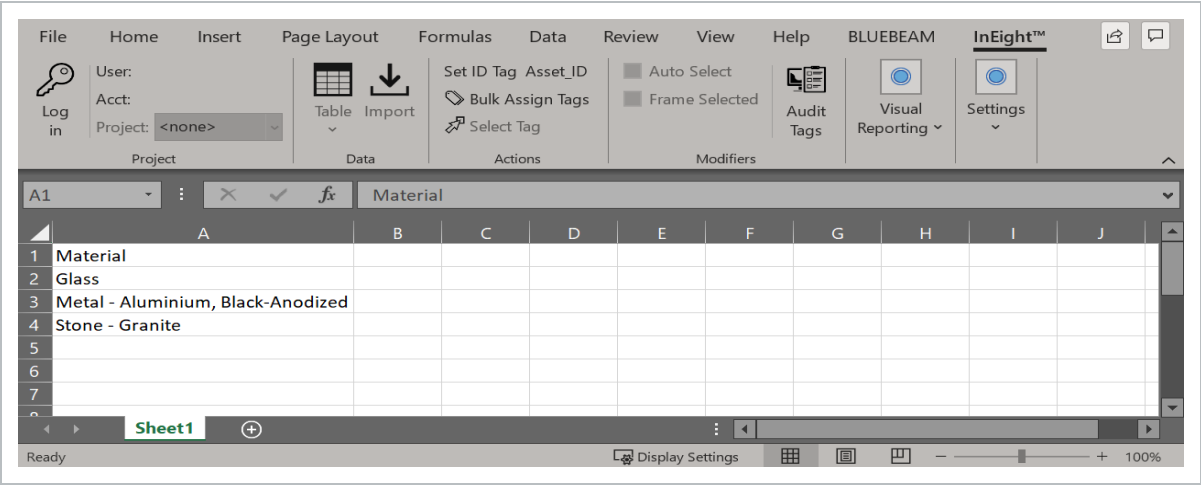 File Home Insert Page Layout Formulas Data Review View Help BLUEBEAM InEight™
Log in
User:
Acct:
Project: <none>
Project
Table Import
Data
Set ID Tag Asset_ID
Bulk Assign Tags
Select Tag
Actions
Auto Select
Frame Selected
Modifiers
Audit
Tags
Visual
Reporting
Settings
A1 fx Material
A B C D E F G H I J
1 Material
2 Glass
3 Metal - Aluminium, Black-Anodized
4 Stone - Granite
5
6
7
Sheet1
Ready Display Settings 100%